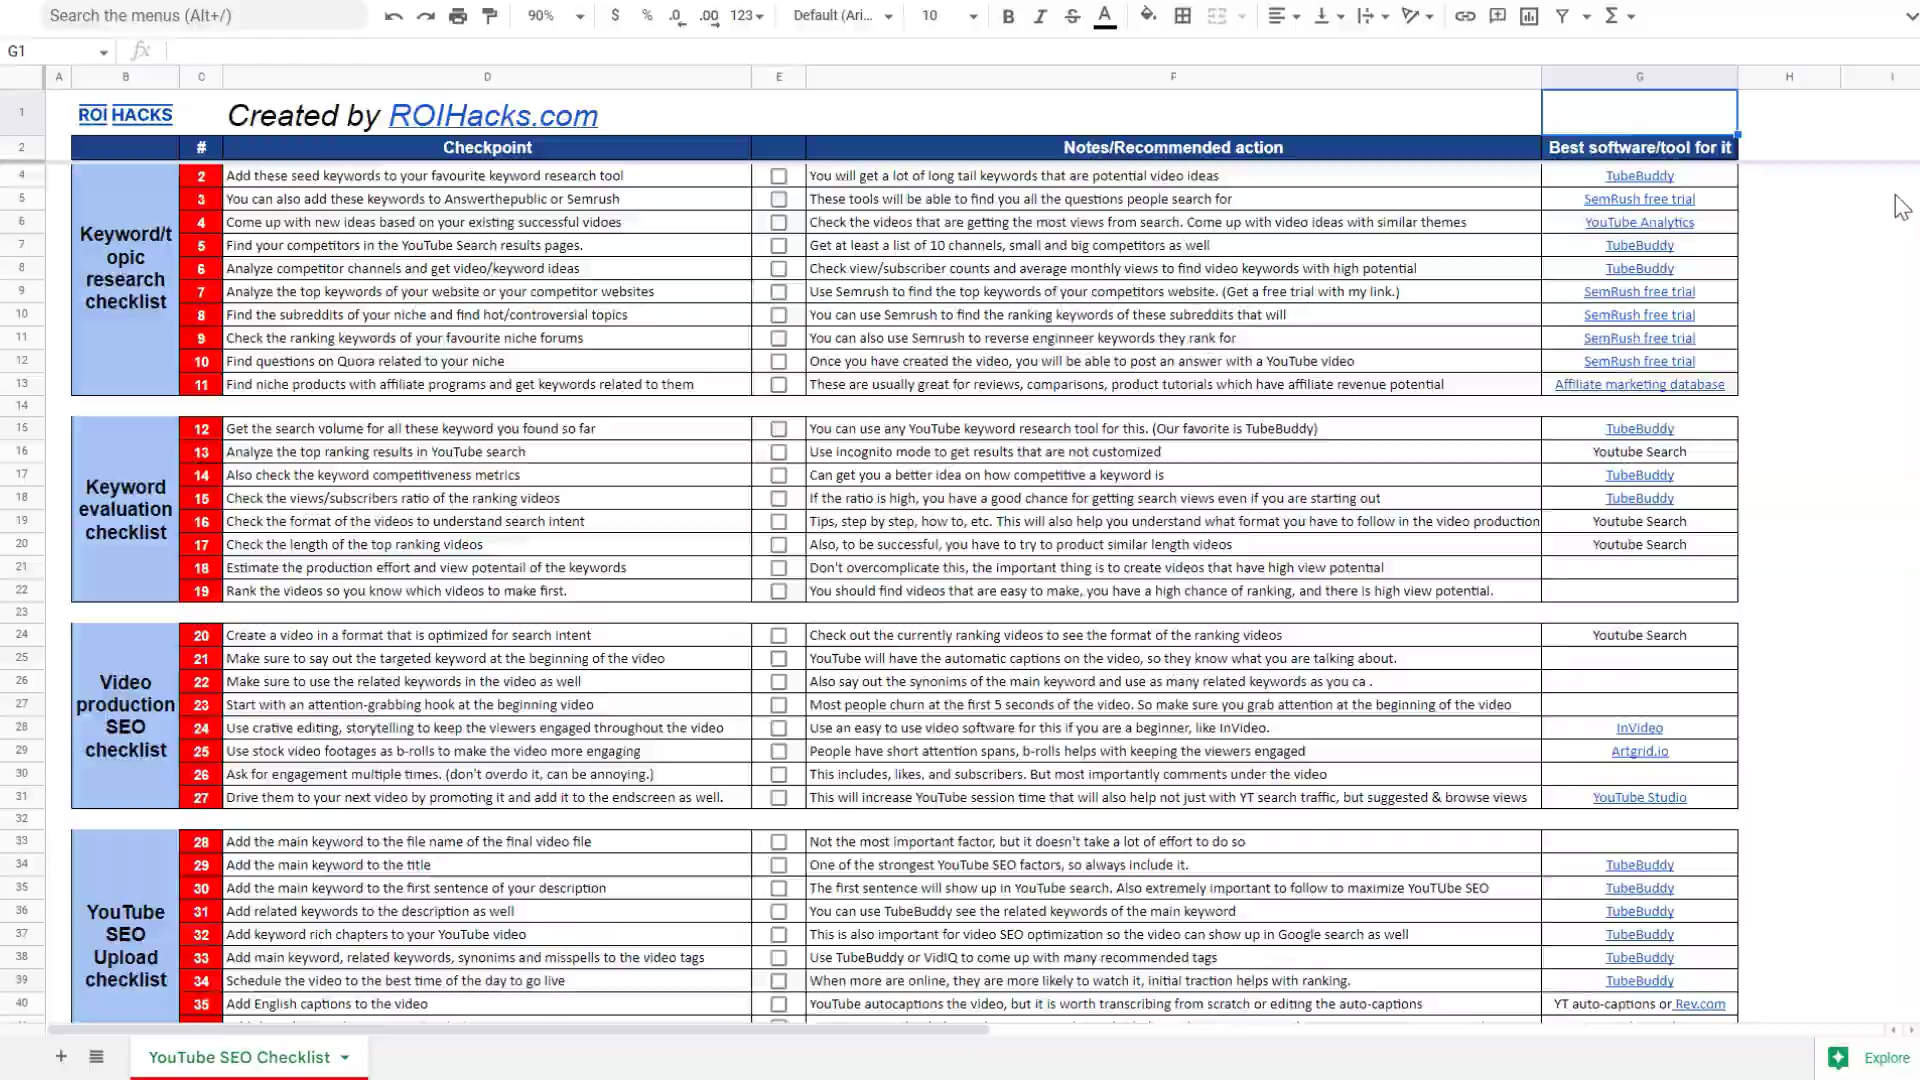 Search the menus (Alt+/)
90%
$ % .0 .00 123
Default (Ari...
10
B I S A
G1
fx
A B C D E F G H I
1 ROI HACKS Created by ROIHacks.com
2 # Checkpoint Notes/Recommended action Best software/tool for it
Keyword/t
opic
research
checklist
4 2 Add these seed keywords to your favourite keyword research tool You will get a lot of long tail keywords that are potential video ideas TubeBuddy
5 3 You can also add these keywords to Answerthepublic or Semrush These tools will be able to find you all the questions people search for SemRush free trial
6 4 Come up with new ideas based on your existing successful vidoes Check the videos that are getting the most views from search. Come up with video ideas with similar themes YouTube Analytics
7 5 Find your competitors in the YouTube Search results pages. Get at least a list of 10 channels, small and big competitors as well TubeBuddy
8 6 Analyze competitor channels and get video/keyword ideas Check view/subscriber counts and average monthly views to find video keywords with high potential TubeBuddy
9 7 Analyze the top keywords of your website or your competitor websites Use Semrush to find the top keywords of your competitors website. (Get a free trial with my link.) SemRush free trial
10 8 Find the subreddits of your niche and find hot/controversial topics You can use Semrush to find the ranking keywords of these subreddits that will SemRush free trial
11 9 Check the ranking keywords of your favourite niche forums You can also use Semrush to reverse enginneer keywords they rank for SemRush free trial
12 10 Find questions on Quora related to your niche Once you have created the video, you will be able to post an answer with a YouTube video SemRush free trial
13 11 Find niche products with affiliate programs and get keywords related to them These are usually great for reviews, comparisons, product tutorials which have affiliate revenue potential Affiliate marketing database
14
Keyword
evaluation
checklist
15 12 Get the search volume for all these keyword you found so far You can use any YouTube keyword research tool for this. (Our favorite is TubeBuddy) TubeBuddy
16 13 Analyze the top ranking results in YouTube search Use incognito mode to get results that are not customized Youtube Search
17 14 Also check the keyword competitiveness metrics Can get you a better idea on how competitive a keyword is TubeBuddy
18 15 Check the views/subscribers ratio of the ranking videos If the ratio is high, you have a good chance for getting search views even if you are starting out TubeBuddy
19 16 Check the format of the videos to understand search intent Tips, step by step, how to, etc. This will also help you understand what format you have to follow in the video production Youtube Search
20 17 Check the length of the top ranking videos Also, to be successful, you have to try to product similar length videos Youtube Search
21 18 Estimate the production effort and view potentail of the keywords Don't overcomplicate this, the important thing is to create videos that have high view potential
22 19 Rank the videos so you know which videos to make first. You should find videos that are easy to make, you have a high chance of ranking, and there is high view potential.
23
Video
production
SEO
checklist
24 20 Create a video in a format that is optimized for search intent Check out the currently ranking videos to see the format of the ranking videos Youtube Search
25 21 Make sure to say out the targeted keyword at the beginning of the video YouTube will have the automatic captions on the video, so they know what you are talking about.
26 22 Make sure to use the related keywords in the video as well Also say out the synonims of the main keyword and use as many related keywords as you ca .
27 23 Start with an attention-grabbing hook at the beginning video Most people churn at the first 5 seconds of the video. So make sure you grab attention at the beginning of the video
28 24 Use crative editing, storytelling to keep the viewers engaged throughout the video Use an easy to use video software for this if you are a beginner, like InVideo. InVideo
29 25 Use stock video footages as b-rolls to make the video more engaging People have short attention spans, b-rolls helps with keeping the viewers engaged Artgrid.io
30 26 Ask for engagement multiple times. (don't overdo it, can be annoying.) This includes, likes, and subscribers. But most importantly comments under the video
31 27 Drive them to your next video by promoting it and add it to the endscreen as well. This will increase YouTube session time that will also help not just with YT search traffic, but suggested & browse views YouTube Studio
32
YouTube
SEO
Upload
checklist
33 28 Add the main keyword to the file name of the final video file Not the most important factor, but it doesn't take a lot of effort to do so
34 29 Add the main keyword to the title One of the strongest YouTube SEO factors, so always include it. TubeBuddy
35 30 Add the main keyword to the first sentence of your description The first sentence will show up in YouTube search. Also extremely important to follow to maximize YouTUbe SEO TubeBuddy
36 31 Add related keywords to the description as well You can use TubeBuddy see the related keywords of the main keyword TubeBuddy
37 32 Add keyword rich chapters to your YouTube video This is also important for video SEO optimization so the video can show up in Google search as well TubeBuddy
38 33 Add main keyword, related keywords, synonims and misspells to the video tags Use TubeBuddy or VidIQ to come up with many recommended tags TubeBuddy
39 34 Schedule the video to the best time of the day to go live When more are online, they are more likely to watch it, initial traction helps with ranking. TubeBuddy
40 35 Add English captions to the video YouTube autocaptions the video, but it is worth transcribing from scratch or editing the auto-captions YT auto-captions or Rev.com
YouTube SEO Checklist
Explore